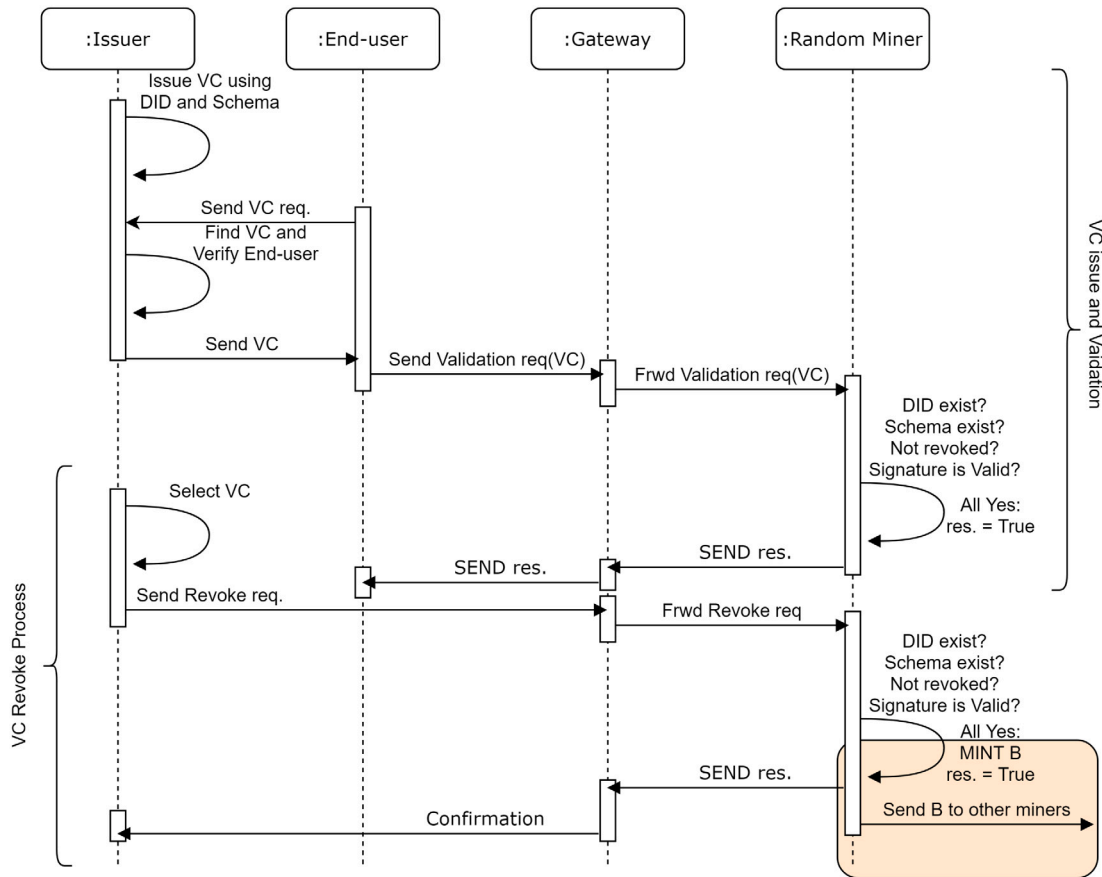 :Issuer
:End-user
:Gateway
:Random Miner
Issue VC using
DID and Schema
Send VC req.
Find VC and
Verify End-user
Send VC
Send Validation req(VC)
Frwd Validation req(VC)
DID exist?
Schema exist?
Not revoked?
Signature is Valid?
All Yes:
res. = True
VC issue and Vaidation
Select VC
SEND res.
SEND res.
Send Revoke req.
Frwd Revoke req
DID exist?
Schema exist?
Not revoked?
Signature is Valid?
All Yes:
MINT B
res. = True
SEND res.
Send B to other miners
Confirmation
VC Revoke Process